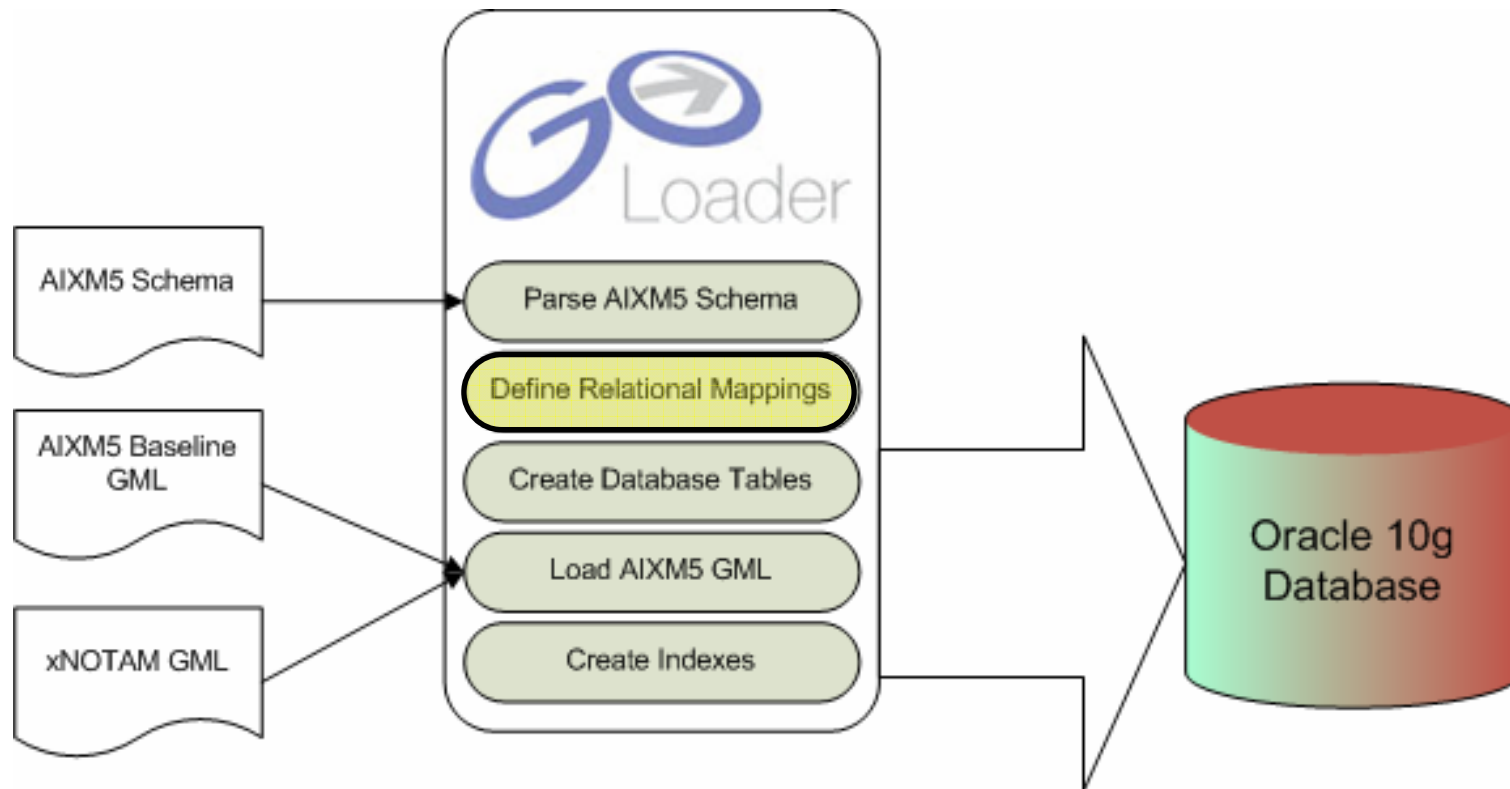 GO
Loader
AIXM5 Schema
Parse AIXM5 Schema
Define Relational Mappings
AIXM5 Baseline
GML
Create Database Tables
Load AIXM5 GML
xNOTAM GML
Create Indexes
Oracle 10g
Database